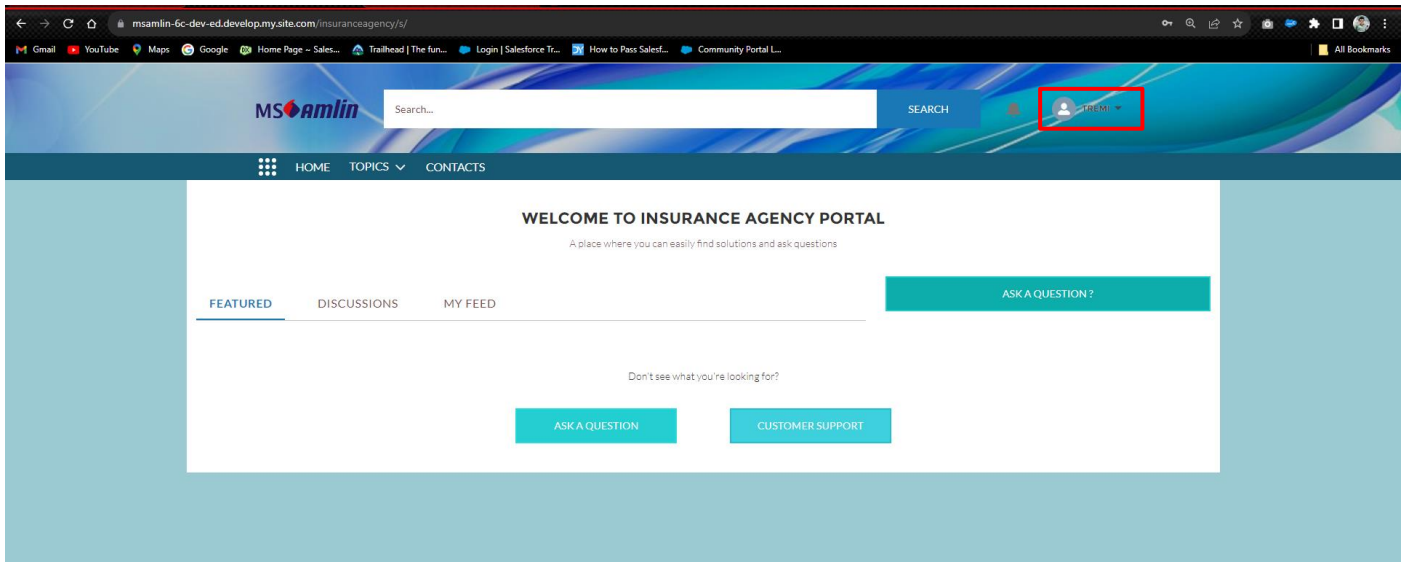 msamlin-6c-dev-ed.develop.my.site.com/insuranceagency/s/
Gmail YouTube Maps Google Home Page ~ Sales... Trailhead | The fun... Login | Salesforce Tr... How to Pass Salesf... Community Portal L... All Bookmarks
MS Amlin Search... SEARCH TREMI
HOME TOPICS CONTACTS
WELCOME TO INSURANCE AGENCY PORTAL
A place where you can easily find solutions and ask questions
ASK A QUESTION ?
FEATURED DISCUSSIONS MY FEED
Don't see what you're looking for?
ASK A QUESTION CUSTOMER SUPPORT